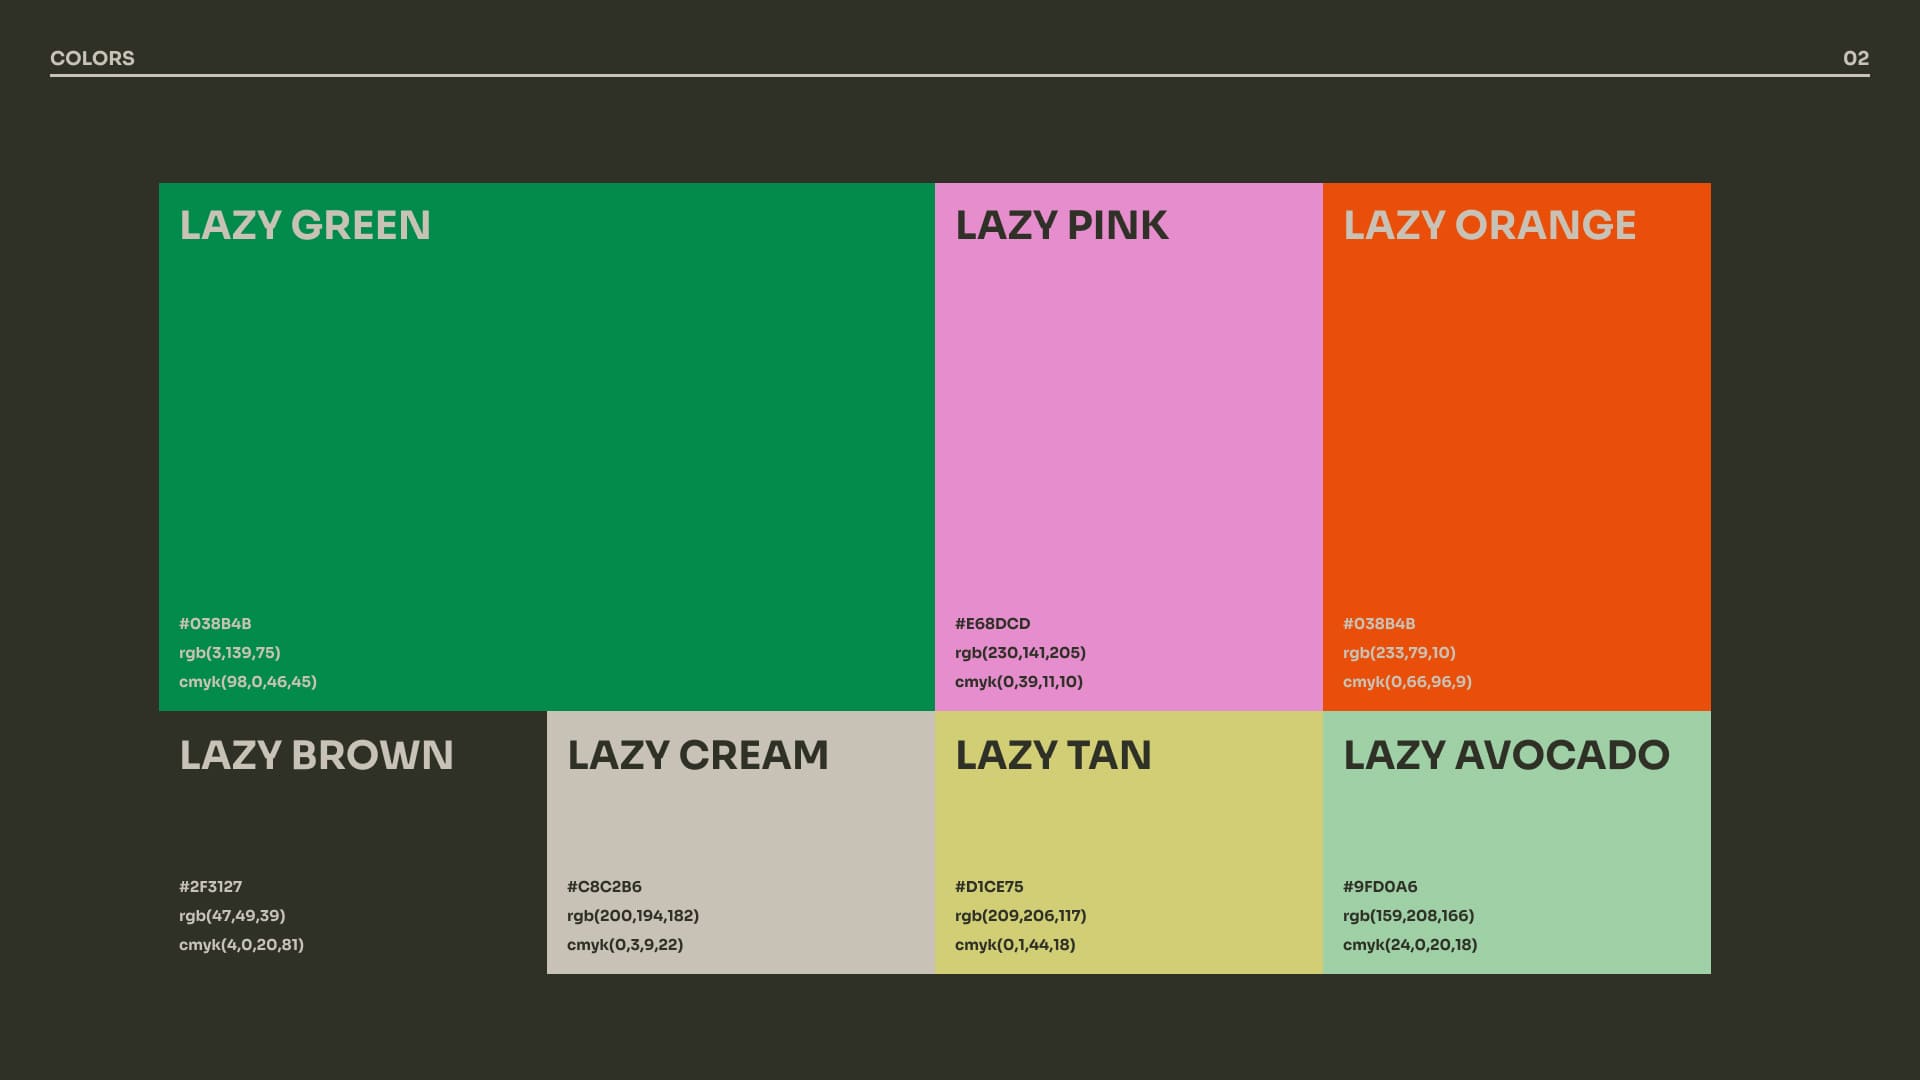 COLORS
02
LAZY GREEN
#038B4B
rgb(3,139,75)
cmyk(98,0,46,45)
LAZY PINK
#E68DCD
rgb(230,141,205)
cmyk(0,39,11,10)
LAZY ORANGE
#038B4B
rgb(233,79,10)
cmyk(0,66,96,9)
LAZY BROWN
#2F3127
rgb(47,49,39)
cmyk(4,0,20,81)
LAZY CREAM
#C8C2B6
rgb(200,194,182)
cmyk(0,3,9,22)
LAZY TAN
#D1CE75
rgb(209,206,117)
cmyk(0,1,44,18)
LAZY AVOCADO
#9FD0A6
rgb(159,208,166)
cmyk(24,0,20,18)